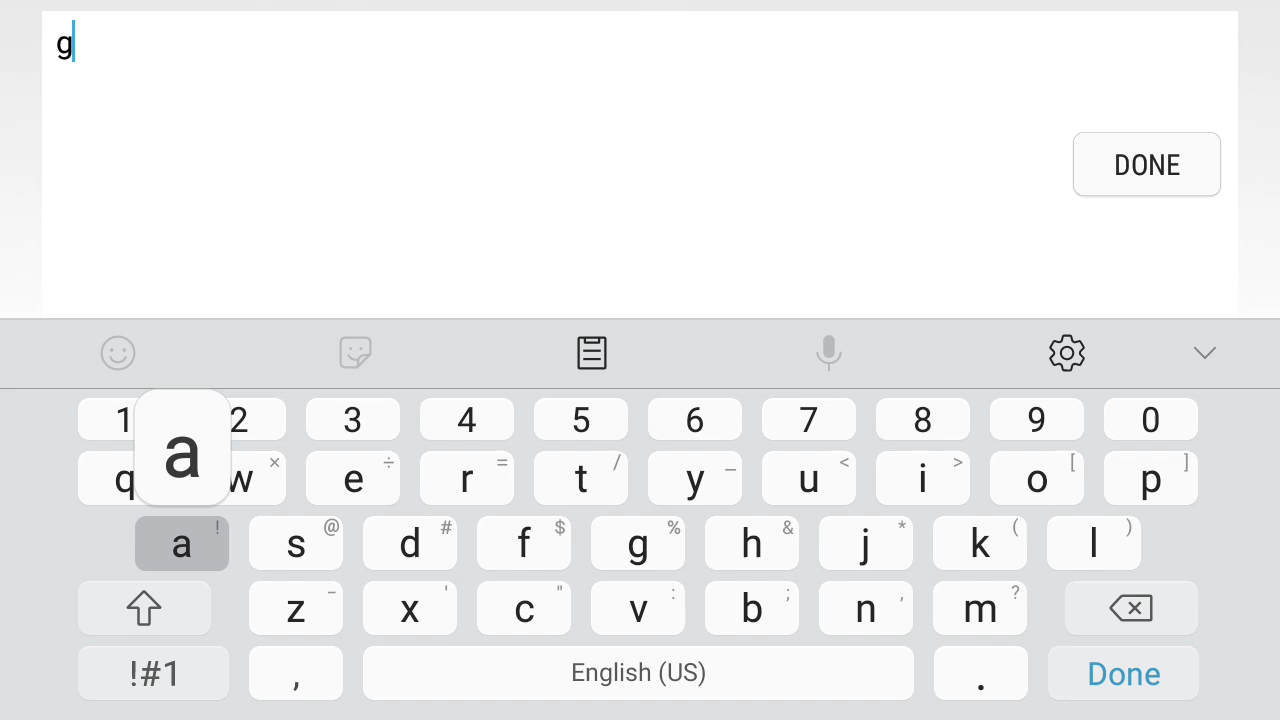 g
DONE
1 2 3 4 5 6 7 8 9 0
a
q w × e ÷ r = t / y _ u < i > o [ p ]
a ! s @ d # f $ g % h & j * k ( l )
z - x ' c " v : b ; n , m ?
!#1 , English (US) . Done